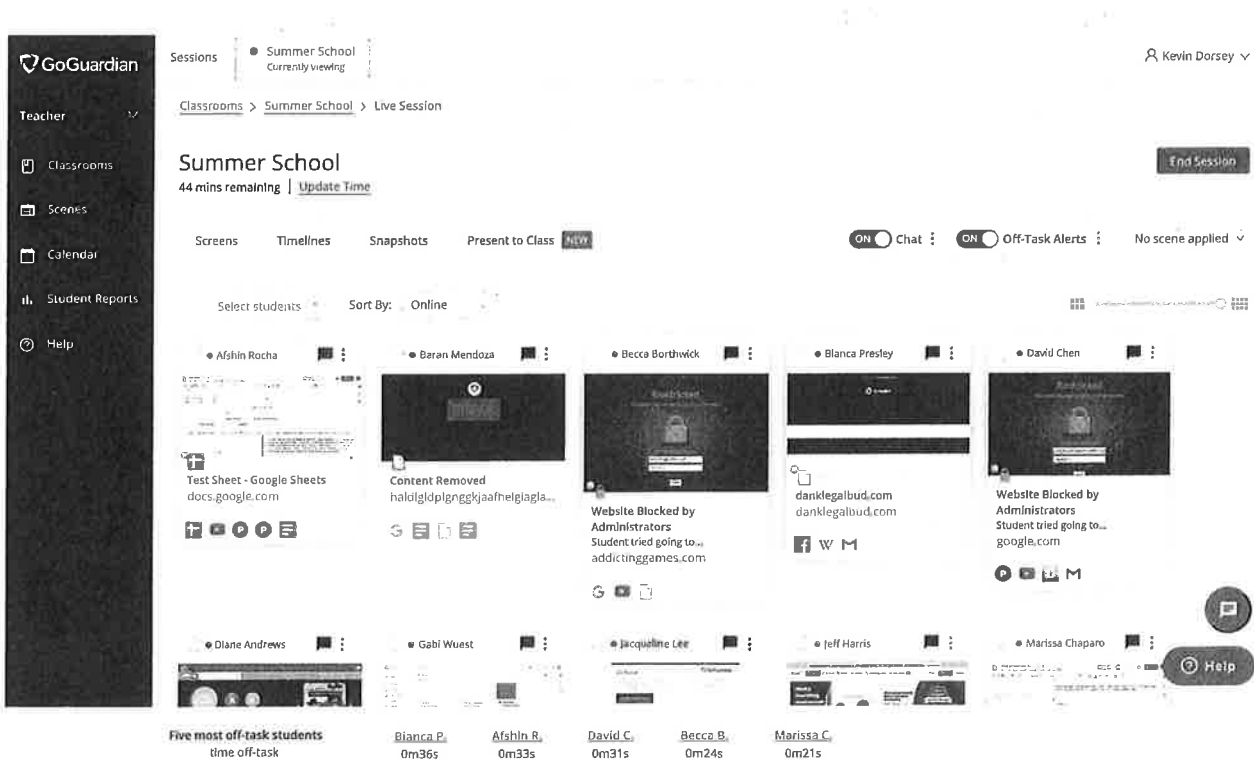 GoGuardian
Sessions
Summer School
Currently viewing
Kevin Dorsey
Teacher
Classrooms > Summer School > Live Session
Classrooms
Scenes
Calendar
Student Reports
Help
Summer School
End Session
44 mins remaining | Update Time
Screens
Timelines
Snapshots
Present to Class NEW
ON Chat
ON Off-Task Alerts
No scene applied
Select students
Sort By: Online
Afshin Rocha
Test Sheet - Google Sheets
docs.google.com
Baran Mendoza
Content Removed
Becca Borthwick
Restricted
Website Blocked by
Administrators
Student tried going to...
addictinggames.com
Bianca Presley
danklegalbud.com
danklegalbud.com
David Chen
Restricted
Website Blocked by
Administrators
Student tried going to...
google.com
Diane Andrews
Gabi Wuest
Jacqueline Lee
Jeff Harris
Marissa Chaparo
Help
Five most off-task students
time off-task
Bianca P.
0m36s
Afshin R.
0m33s
David C.
0m31s
Becca B.
0m24s
Marissa C.
0m21s